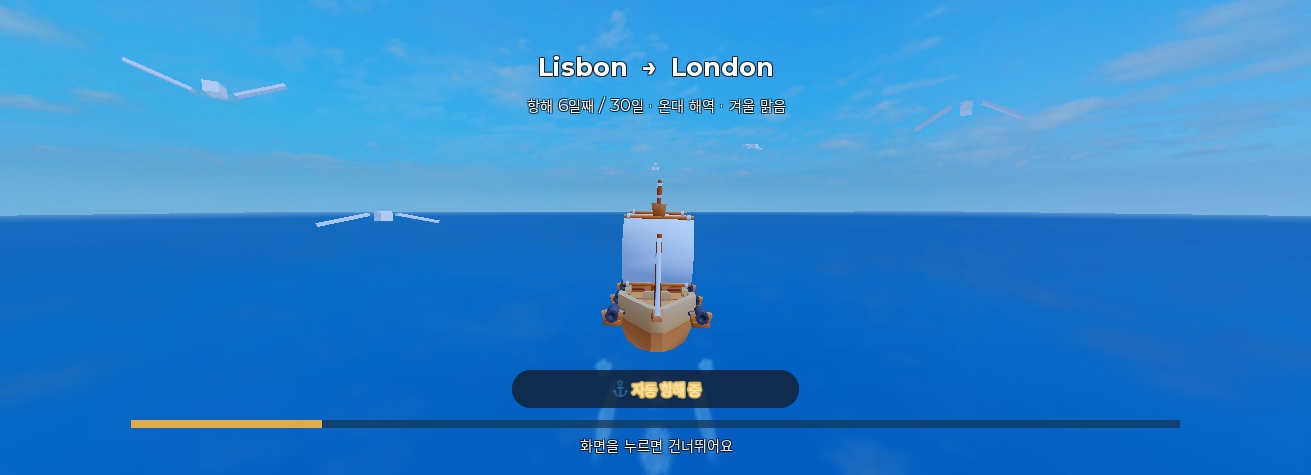 Lisbon → London
항해 6일째 / 30일 · 온대 해역 · 겨울 맑음
⚓ 자동 항해 중
화면을 누르면 건너뛰어요